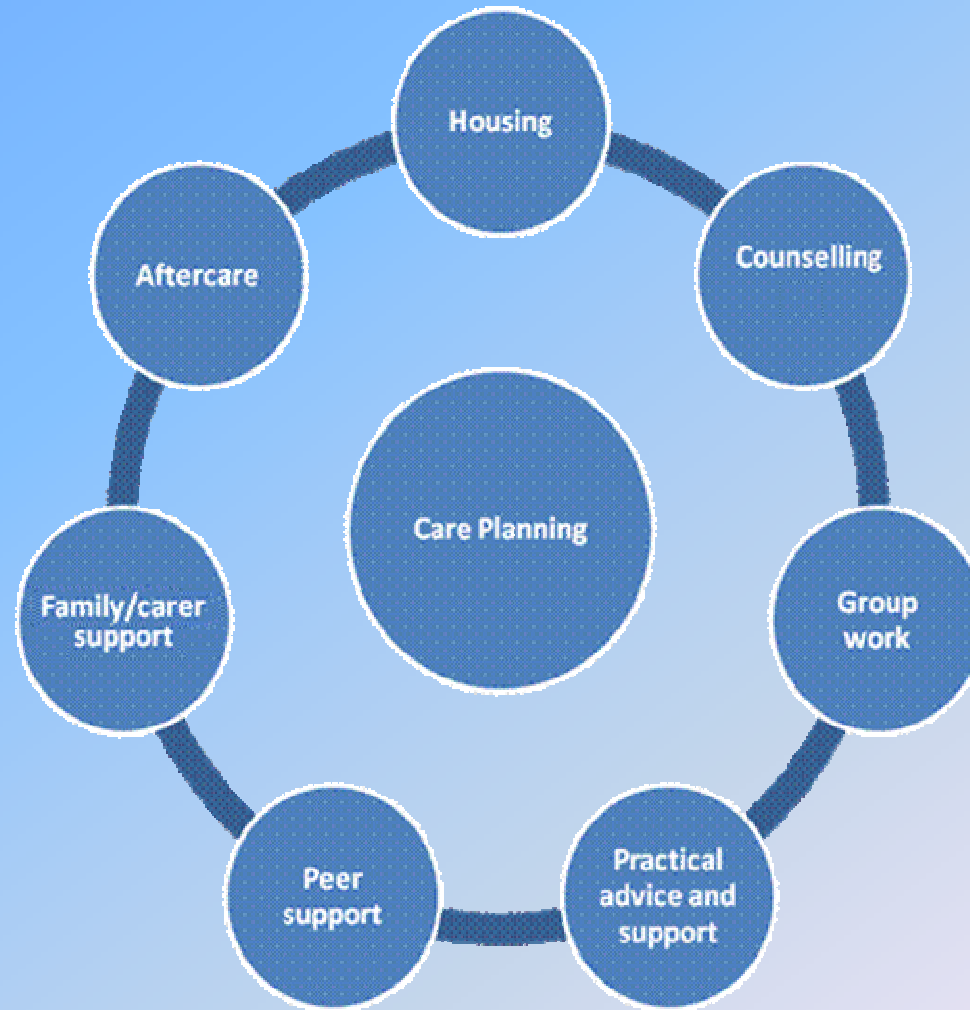 Housing
Counselling
Aftercare
Care Planning
Family/carer
support
Group
work
Practical
advice and
support
Peer
support